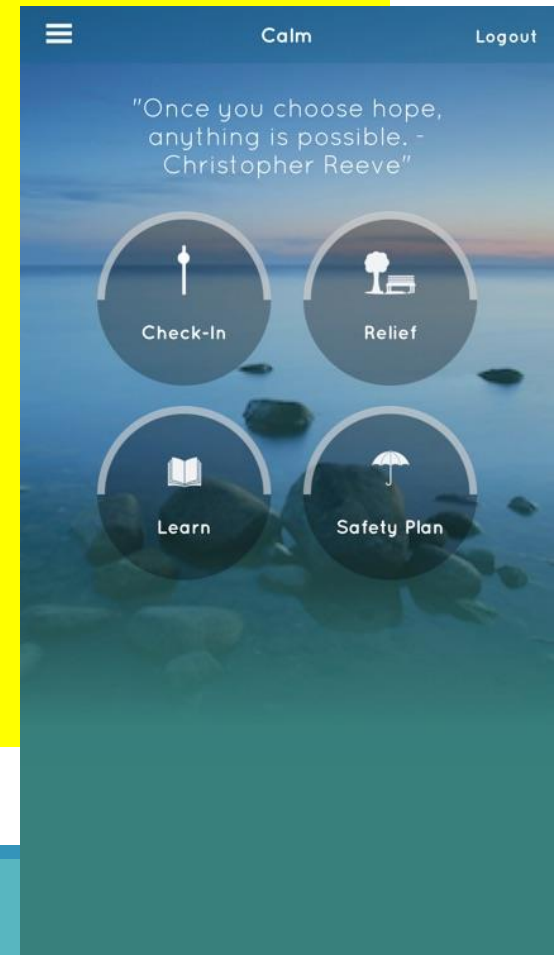 Calm
Logout
"Once you choose hope,
anything is possible. -
Christopher Reeve"
Check-In
Relief
Learn
Safety Plan